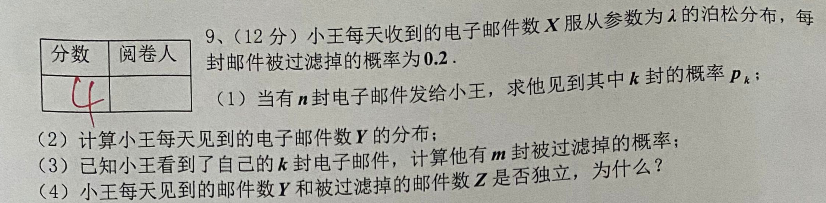 分数 阅卷人
4
9、(12 分) 小王每天收到的电子邮件数 X 服从参数为 λ 的泊松分布，每
封邮件被过滤掉的概率为 0.2．
（1）当有 n 封电子邮件发给小王，求他见到其中 k 封的概率 pₖ；
（2）计算小王每天见到的电子邮件数 Y 的分布；
（3）已知小王看到了自己的 k 封电子邮件，计算他有 m 封被过滤掉的概率；
（4）小王每天见到的邮件数 Y 和被过滤掉的邮件数 Z 是否独立，为什么？